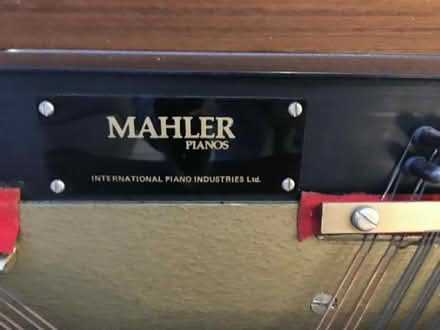 MAHLER
PIANOS
INTERNATIONAL PIANO INDUSTRIES Ltd.